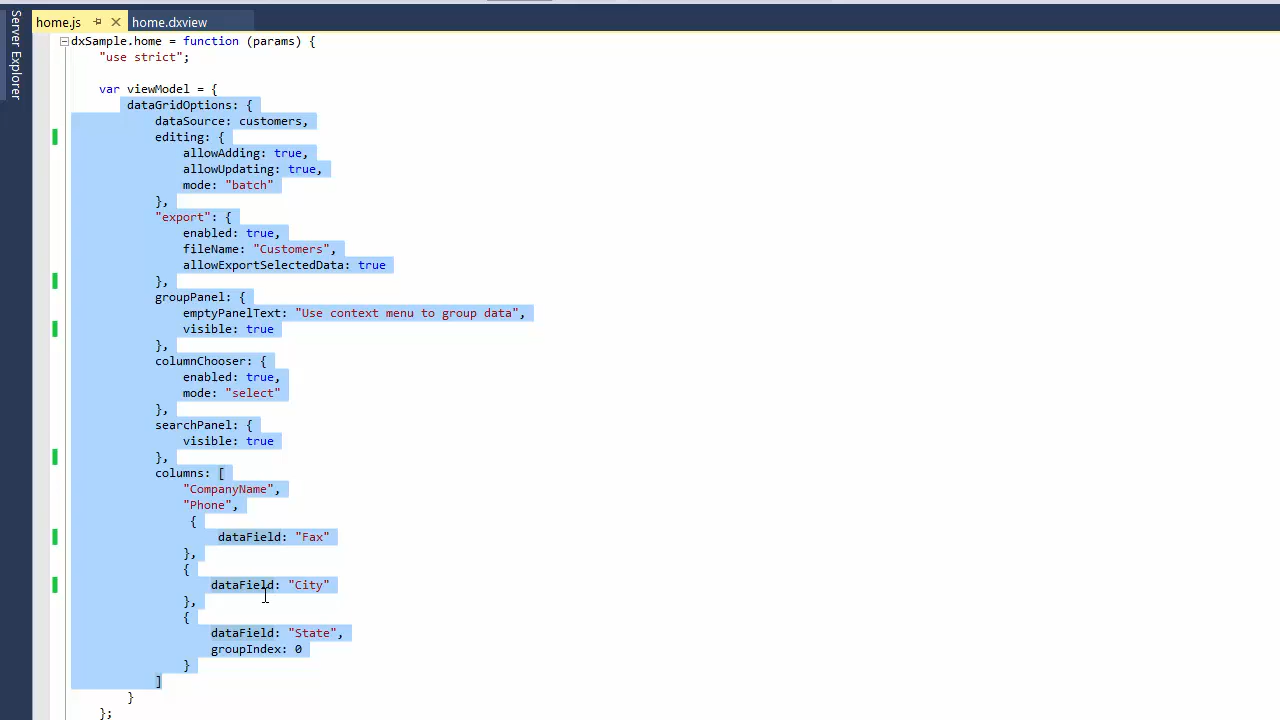 Server Explorer
home.js
home.dxview
dxSample.home = function (params) {
"use strict";
var viewModel = {
dataGridOptions: {
dataSource: customers,
editing: {
allowAdding: true,
allowUpdating: true,
mode: "batch"
},
"export": {
enabled: true,
fileName: "Customers",
allowExportSelectedData: true
},
groupPanel: {
emptyPanelText: "Use context menu to group data",
visible: true
},
columnChooser: {
enabled: true,
mode: "select"
},
searchPanel: {
visible: true
},
columns: [
"CompanyName",
"Phone",
{
dataField: "Fax"
},
{
dataField: "City"
},
{
dataField: "State",
groupIndex: 0
}
]
}
};